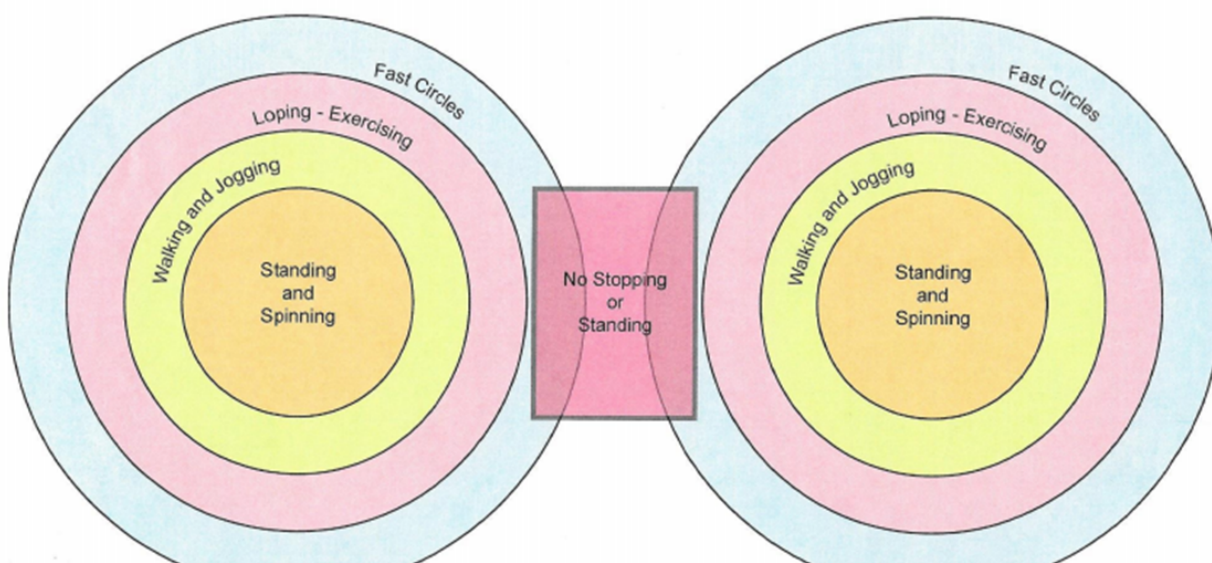 Fast Circles
Loping - Exercising
Walking and Jogging
Standing
and
Spinning
No Stopping
or
Standing
Fast Circles
Loping - Exercising
Walking and Jogging
Standing
and
Spinning